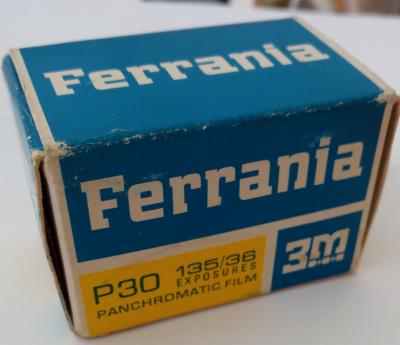 Ferrania
Ferrania
P30 135/36
EXPOSURES
PANCHROMATIC FILM
3M